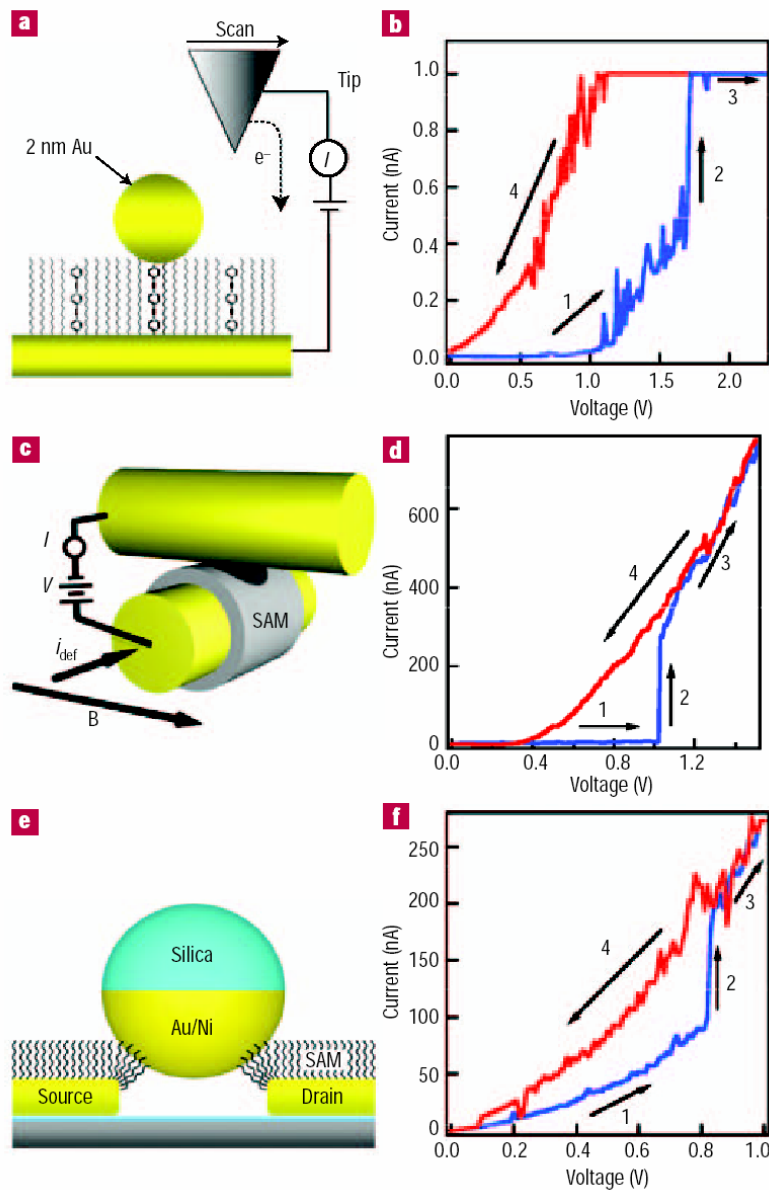 a
Scan
Tip
2 nm Au
e–
I
b
1.0
0.8
0.6
0.4
0.2
0.0
Current (nA)
0.0 0.5 1.0 1.5 2.0
Voltage (V)
1
2
3
4
c
I
V
SAM
idef
B
d
600
400
200
0
Current (nA)
0.0 0.4 0.8 1.2
Voltage (V)
1
2
3
4
e
Silica
Au/Ni
SAM
Source
Drain
f
250
200
150
100
50
0
Current (nA)
0.0 0.2 0.4 0.6 0.8 1.0
Voltage (V)
1
2
3
4